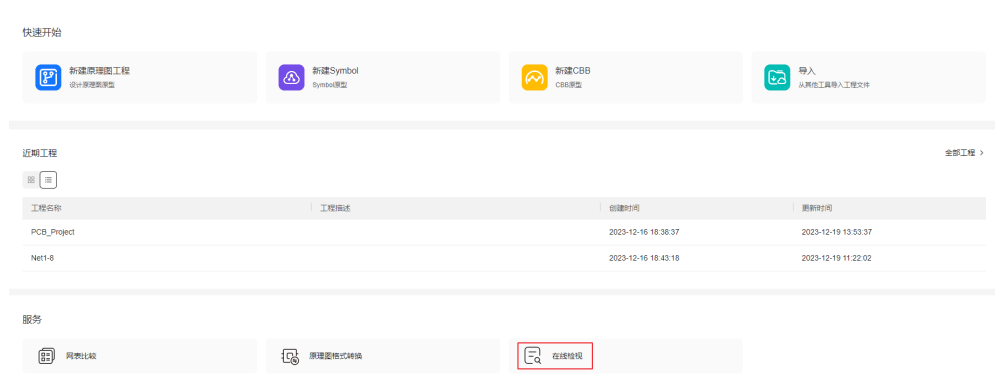 快速开始
新建原理图工程
设计原理图原型
新建Symbol
Symbol原型
新建CBB
CBB原型
导入
从其他工具导入工程文件
近期工程
全部工程 >
工程名称 工程描述 创建时间 更新时间
PCB_Project 2023-12-16 18:38:37 2023-12-19 13:53:37
Net1-8 2023-12-16 18:43:18 2023-12-19 11:22:02
服务
网表比较
原理图格式转换
在线检视